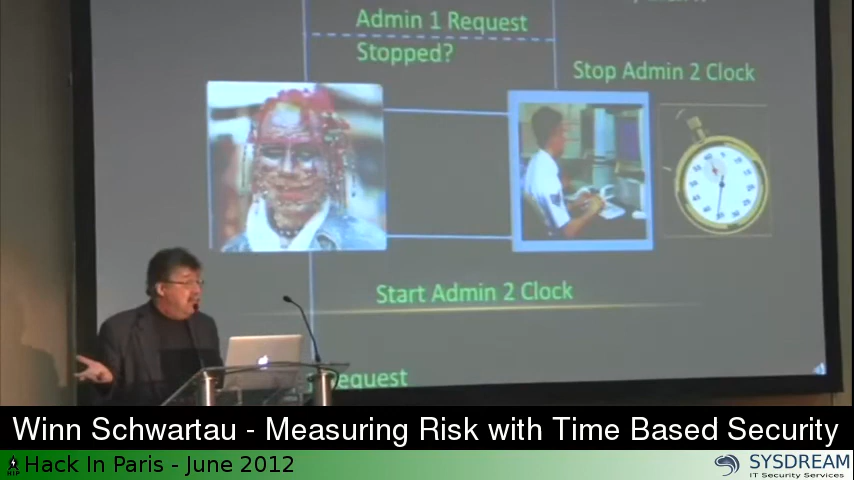 Admin 1 Request
Stopped?
Stop Admin 2 Clock
Start Admin 2 Clock
equest
Winn Schwartau - Measuring Risk with Time Based Security
Hack In Paris - June 2012
SYSDREAM
IT Security Services